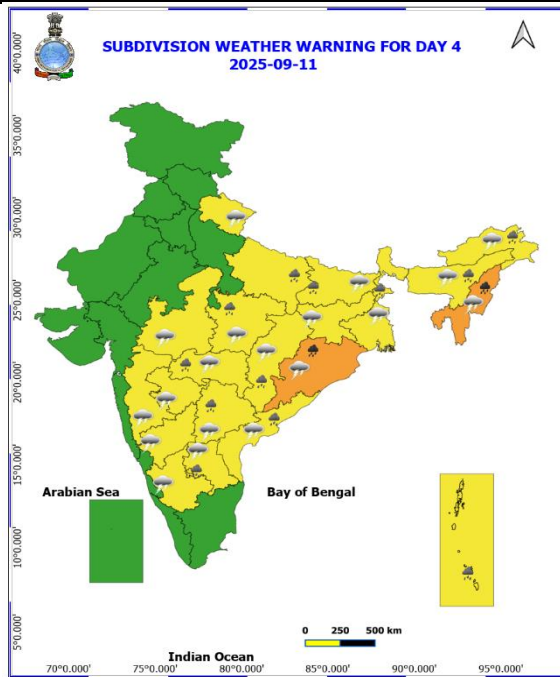 SUBDIVISION WEATHER WARNING FOR DAY 4
2025-09-11
40°0.000'
35°0.000'
30°0.000'
25°0.000'
20°0.000'
15°0.000'
10°0.000'
5°0.000'
Arabian Sea
Bay of Bengal
0 250 500 km
Indian Ocean
70°0.000' 75°0.000' 80°0.000' 85°0.000' 90°0.000' 95°0.000'